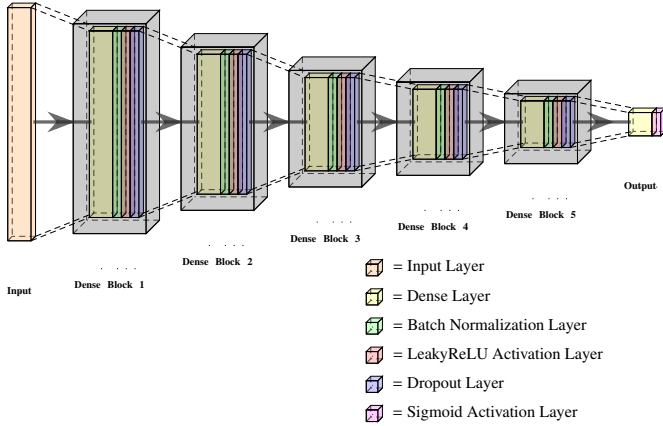 Input
Dense Block 1
Dense Block 2
Dense Block 3
Dense Block 4
Dense Block 5
Output
= Input Layer
= Dense Layer
= Batch Normalization Layer
= LeakyReLU Activation Layer
= Dropout Layer
= Sigmoid Activation Layer